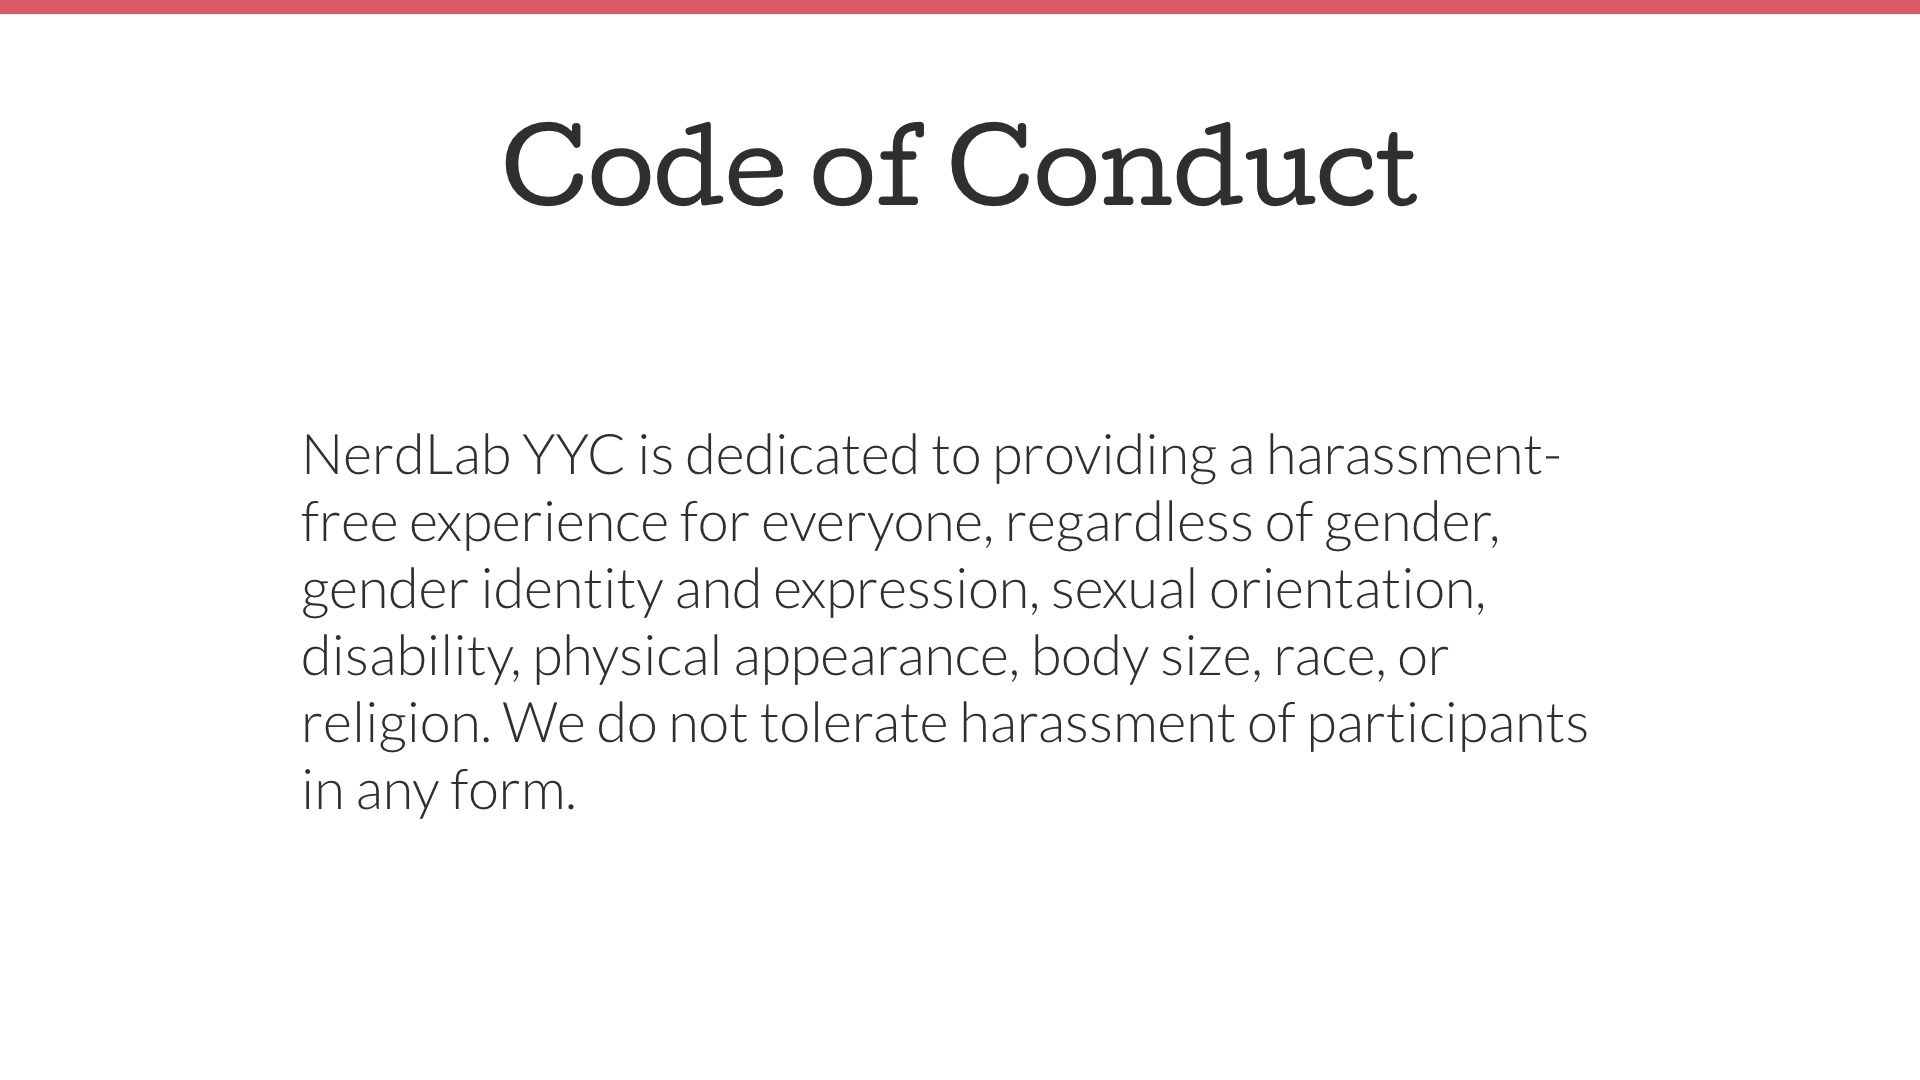 Code of Conduct
NerdLab YYC is dedicated to providing a harassment-
free experience for everyone, regardless of gender,
gender identity and expression, sexual orientation,
disability, physical appearance, body size, race, or
religion. We do not tolerate harassment of participants
in any form.